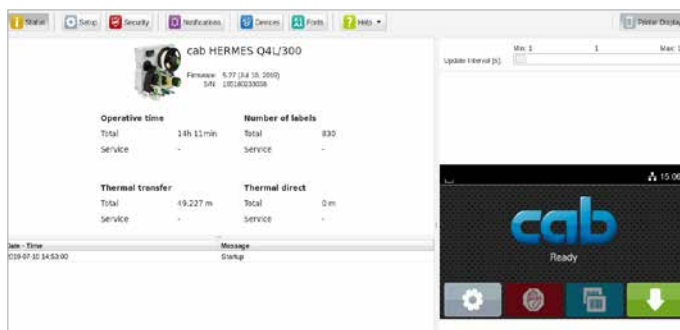 Status Setup Security Notifications Devices Fonts Help Printer Display
cab HERMES Q4L/300
Firmware 5.27 (Jul 10, 2019)
S/N
Operative time Number of labels
Total 14h 11min Total 830
Service - Service -
Thermal transfer Thermal direct
Total 49.227 m Total 0 m
Service - Service -
Date - Time Message
2019-07-10 14:53:00 Startup
Min: 1 1 Max:
Update Interval [s]:
15:06
cab
Ready